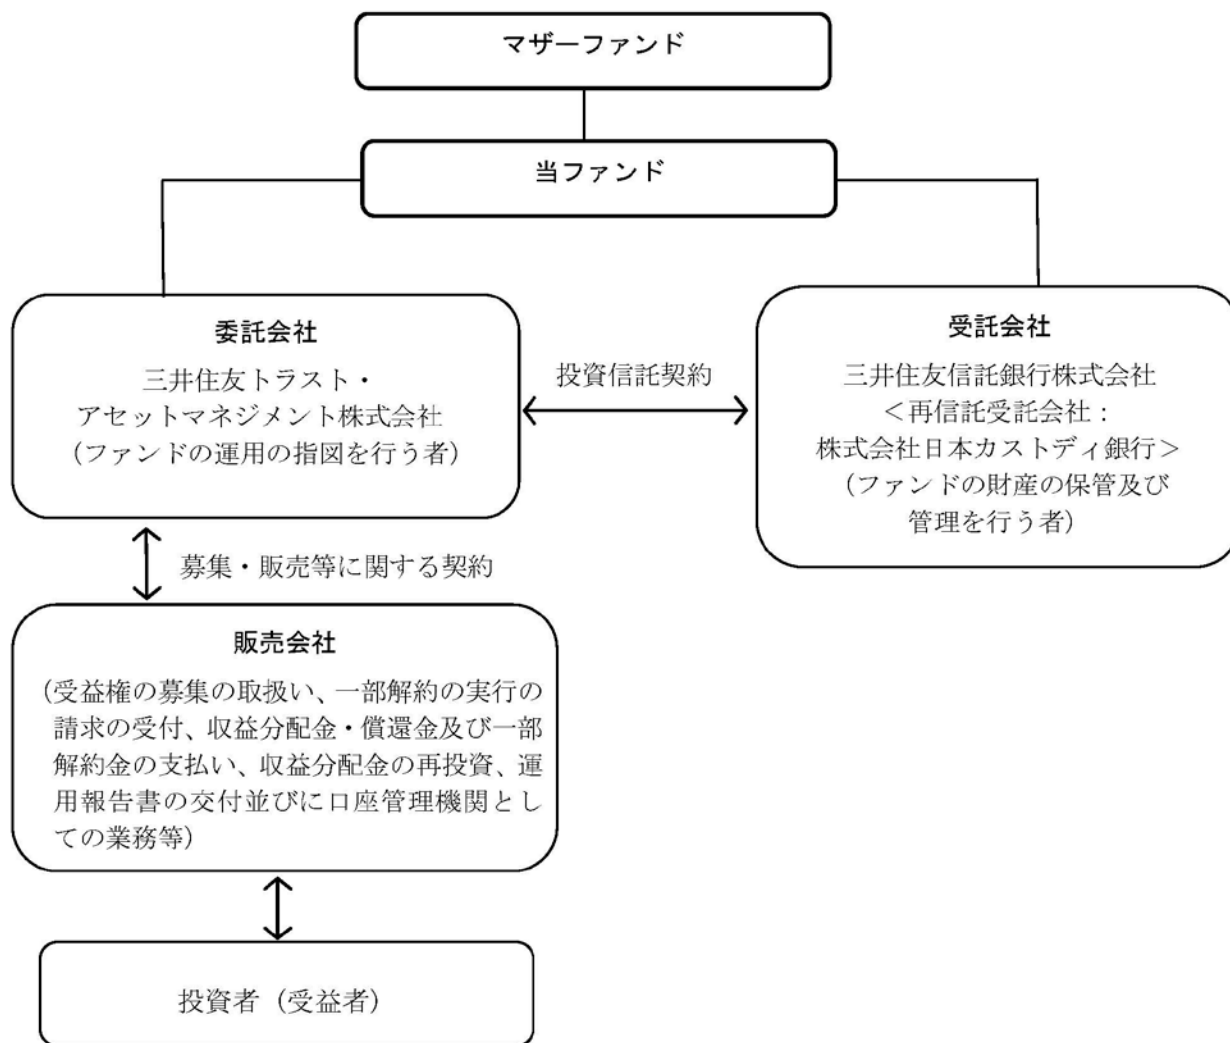 マザーファンド
当ファンド
委託会社
三井住友トラスト・
アセットマネジメント株式会社
（ファンドの運用の指図を行う者）
投資信託契約
受託会社
三井住友信託銀行株式会社
＜再信託受託会社：
株式会社日本カストディ銀行＞
（ファンドの財産の保管及び
管理を行う者）
募集・販売等に関する契約
販売会社
（受益権の募集の取扱い、一部解約の実行の
請求の受付、収益分配金・償還金及び一部
解約金の支払い、収益分配金の再投資、運
用報告書の交付並びに口座管理機関とし
ての業務等）
投資者（受益者）